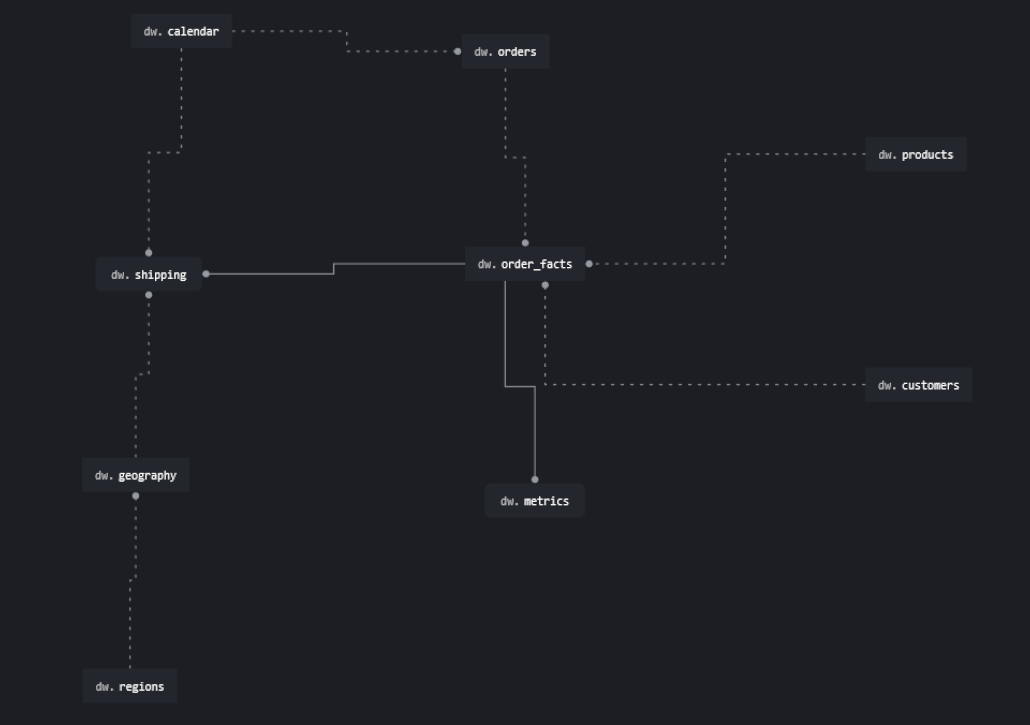 dw. calendar
dw. orders
dw. products
dw. order_facts
dw. shipping
dw. customers
dw. geography
dw. metrics
dw. regions